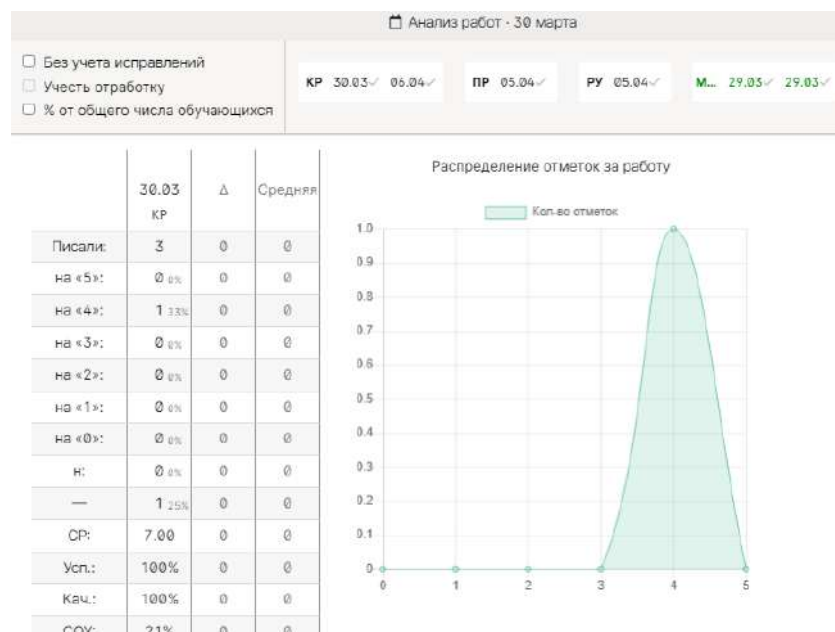 Анализ работ · 30 марта
Без учета исправлений
Учесть отработку
% от общего числа обучающихся
КР 30.03 06.04
ПР 05.04
РУ 05.04
М... 29.03 29.03
30.03 КР Δ Средняя
Писали: 3 0 0
на «5»: 0 0% 0 0
на «4»: 1 33% 0 0
на «3»: 0 0% 0 0
на «2»: 0 0% 0 0
на «1»: 0 0% 0 0
на «0»: 0 0% 0 0
н: 0 0% 0 0
— 1 25% 0 0
СР: 7.00 0 0
Усп.: 100% 0 0
Кач.: 100% 0 0
СОУ: 21% 0 0
Распределение отметок за работу
Кол-во отметок
1.0
0.9
0.8
0.7
0.6
0.5
0.4
0.3
0.2
0.1
0
0 1 2 3 4 5